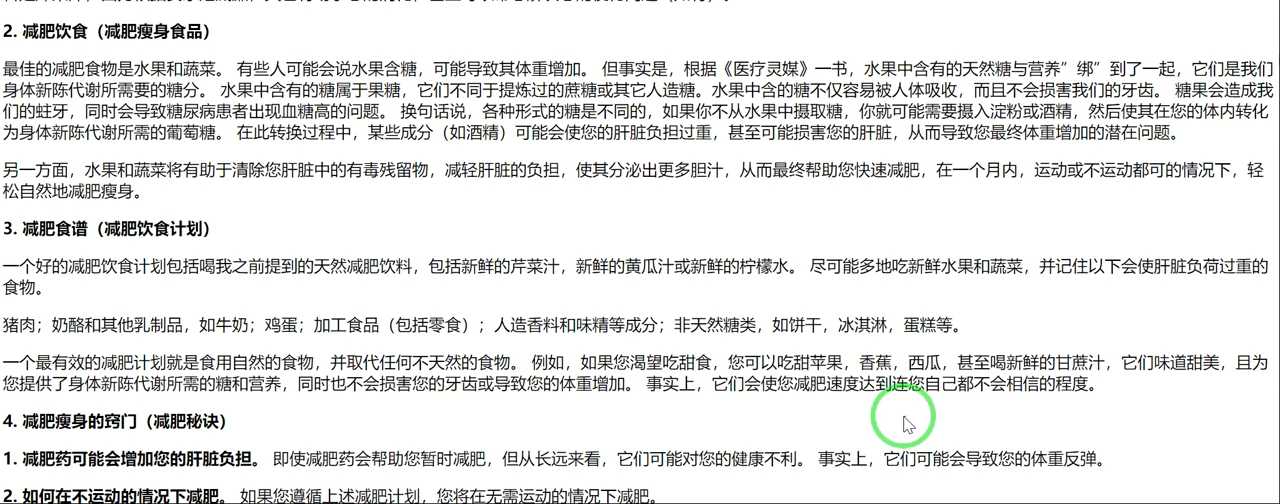 2. 减肥饮食（减肥瘦身食品）
最佳的减肥食物是水果和蔬菜。 有些人可能会说水果含糖，可能导致其体重增加。 但事实是，根据《医疗灵媒》一书，水果中含有的天然糖与营养”绑”到了一起，它们是我们
身体新陈代谢所需要的糖分。 水果中含有的糖属于果糖，它们不同于提炼过的蔗糖或其它人造糖。水果中含的糖不仅容易被人体吸收，而且不会损害我们的牙齿。 糖果会造成我
们的蛀牙，同时会导致糖尿病患者出现血糖高的问题。 换句话说，各种形式的糖是不同的，如果你不从水果中摄取糖，你就可能需要摄入淀粉或酒精，然后使其在您的体内转化
为身体新陈代谢所需的葡萄糖。 在此转换过程中，某些成分（如酒精）可能会使您的肝脏负担过重，甚至可能损害您的肝脏，从而导致您最终体重增加的潜在问题。
另一方面，水果和蔬菜将有助于清除您肝脏中的有毒残留物，减轻肝脏的负担，使其分泌出更多胆汁，从而最终帮助您快速减肥，在一个月内，运动或不运动都可的情况下，轻
松自然地减肥瘦身。
3. 减肥食谱（减肥饮食计划）
一个好的减肥饮食计划包括喝我之前提到的天然减肥饮料，包括新鲜的芹菜汁，新鲜的黄瓜汁或新鲜的柠檬水。 尽可能多地吃新鲜水果和蔬菜，并记住以下会使肝脏负荷过重的
食物。
猪肉；奶酪和其他乳制品，如牛奶；鸡蛋；加工食品（包括零食）；人造香料和味精等成分；非天然糖类，如饼干，冰淇淋，蛋糕等。
一个最有效的减肥计划就是食用自然的食物，并取代任何不天然的食物。 例如，如果您渴望吃甜食，您可以吃甜苹果，香蕉，西瓜，甚至喝新鲜的甘蔗汁，它们味道甜美，且为
您提供了身体新陈代谢所需的糖和营养，同时也不会损害您的牙齿或导致您的体重增加。 事实上，它们会使您减肥速度达到连您自己都不会相信的程度。
4. 减肥瘦身的窍门（减肥秘诀）
1. 减肥药可能会增加您的肝脏负担。 即使减肥药会帮助您暂时减肥，但从长远来看，它们可能对您的健康不利。 事实上，它们可能会导致您的体重反弹。
2. 如何在不运动的情况下减肥。 如果您遵循上述减肥计划，您将在无需运动的情况下减肥。